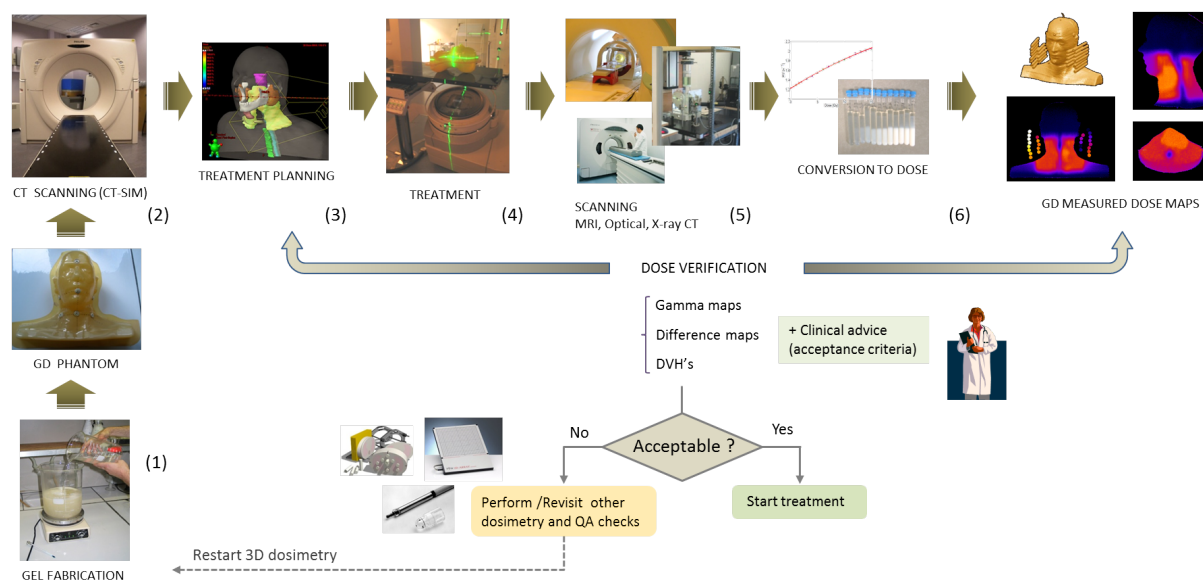 CT SCANNING (CT-SIM)
(2)
TREATMENT PLANNING
(3)
TREATMENT
(4)
SCANNING
MRI, Optical, X-ray CT
(5)
CONVERSION TO DOSE
(6)
GD MEASURED DOSE MAPS
GD PHANTOM
(1)
GEL FABRICATION
DOSE VERIFICATION
Gamma maps
Difference maps
DVH's
+ Clinical advice
(acceptance criteria)
Acceptable ?
No
Yes
Perform /Revisit other
dosimetry and QA checks
Start treatment
Restart 3D dosimetry